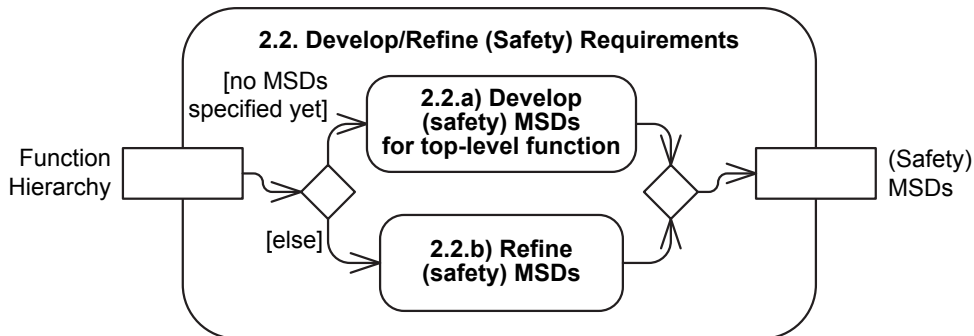 2.2. Develop/Refine (Safety) Requirements
[no MSDs
specified yet]
2.2.a) Develop
(safety) MSDs
for top-level function
Function
Hierarchy
(Safety)
MSDs
[else]
2.2.b) Refine
(safety) MSDs